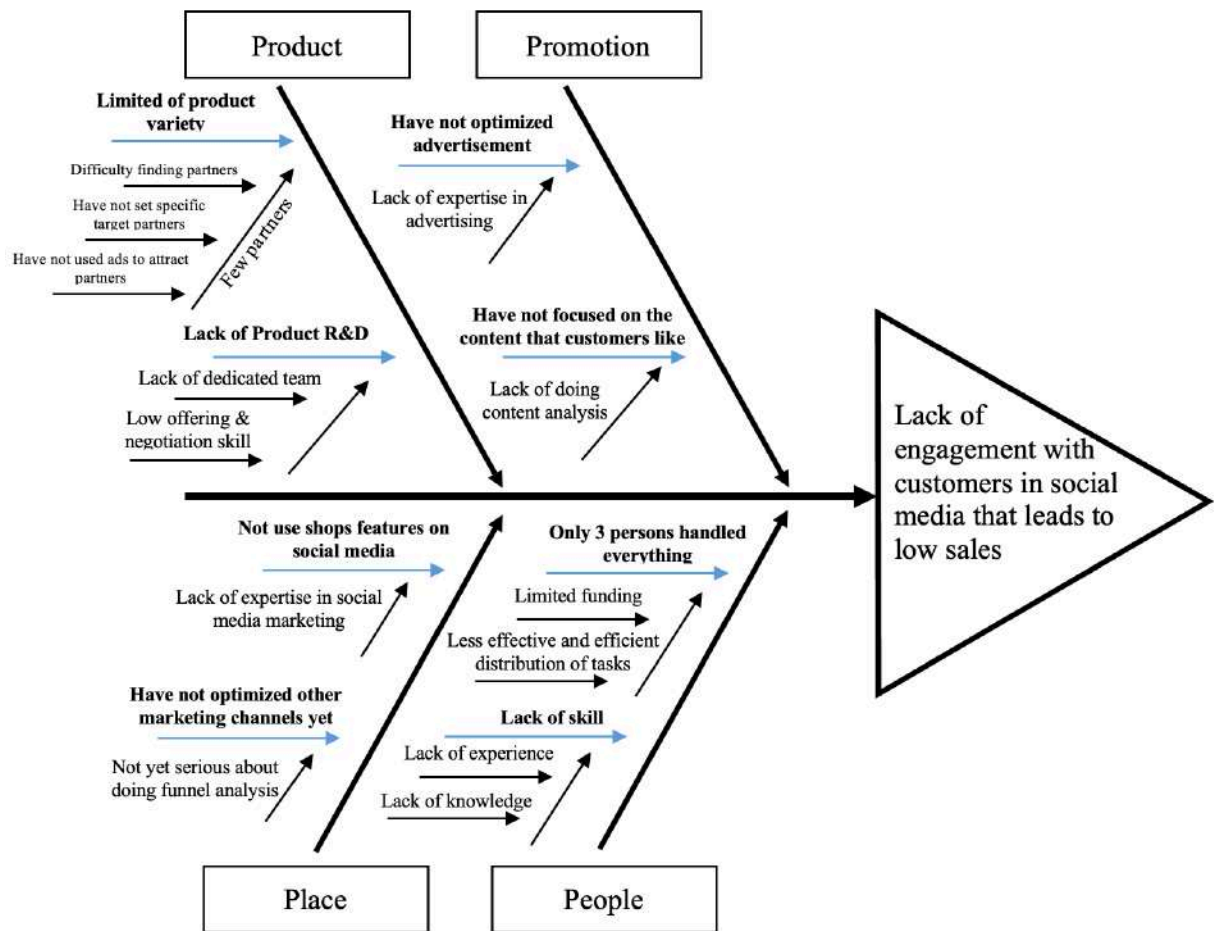 Product
Promotion
Limited of product
variety
Difficulty finding partners
Have not set specific
target partners
Have not used ads to attract
partners
Few partners
Lack of Product R&D
Lack of dedicated team
Low offering &
negotiation skill
Have not optimized
advertisement
Lack of expertise in
advertising
Have not focused on the
content that customers like
Lack of doing
content analysis
Lack of
engagement with
customers in social
media that leads to
low sales
Not use shops features on
social media
Lack of expertise in social
media marketing
Have not optimized other
marketing channels yet
Not yet serious about
doing funnel analysis
Only 3 persons handled
everything
Limited funding
Less effective and efficient
distribution of tasks
Lack of skill
Lack of experience
Lack of knowledge
Place
People